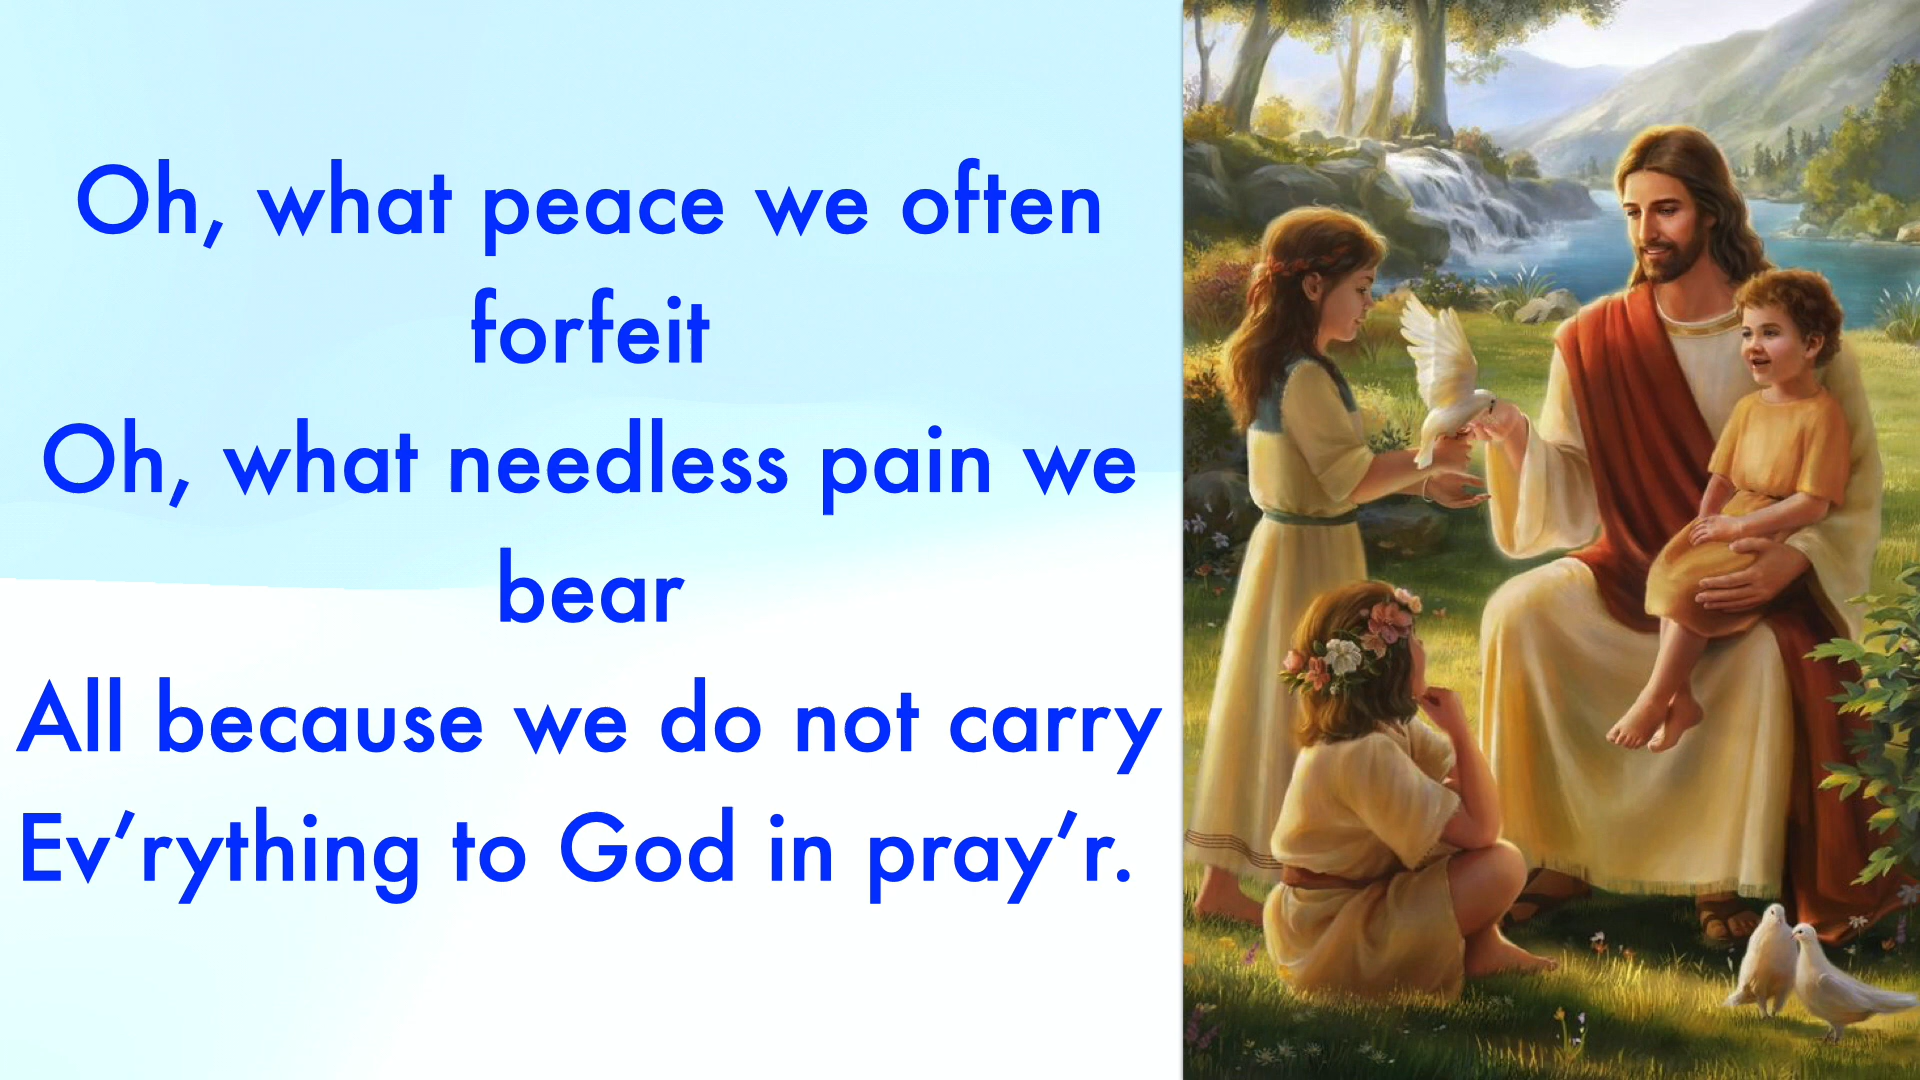 Oh, what peace we often
forfeit
Oh, what needless pain we
bear
All because we do not carry
Ev’rything to God in pray’r.